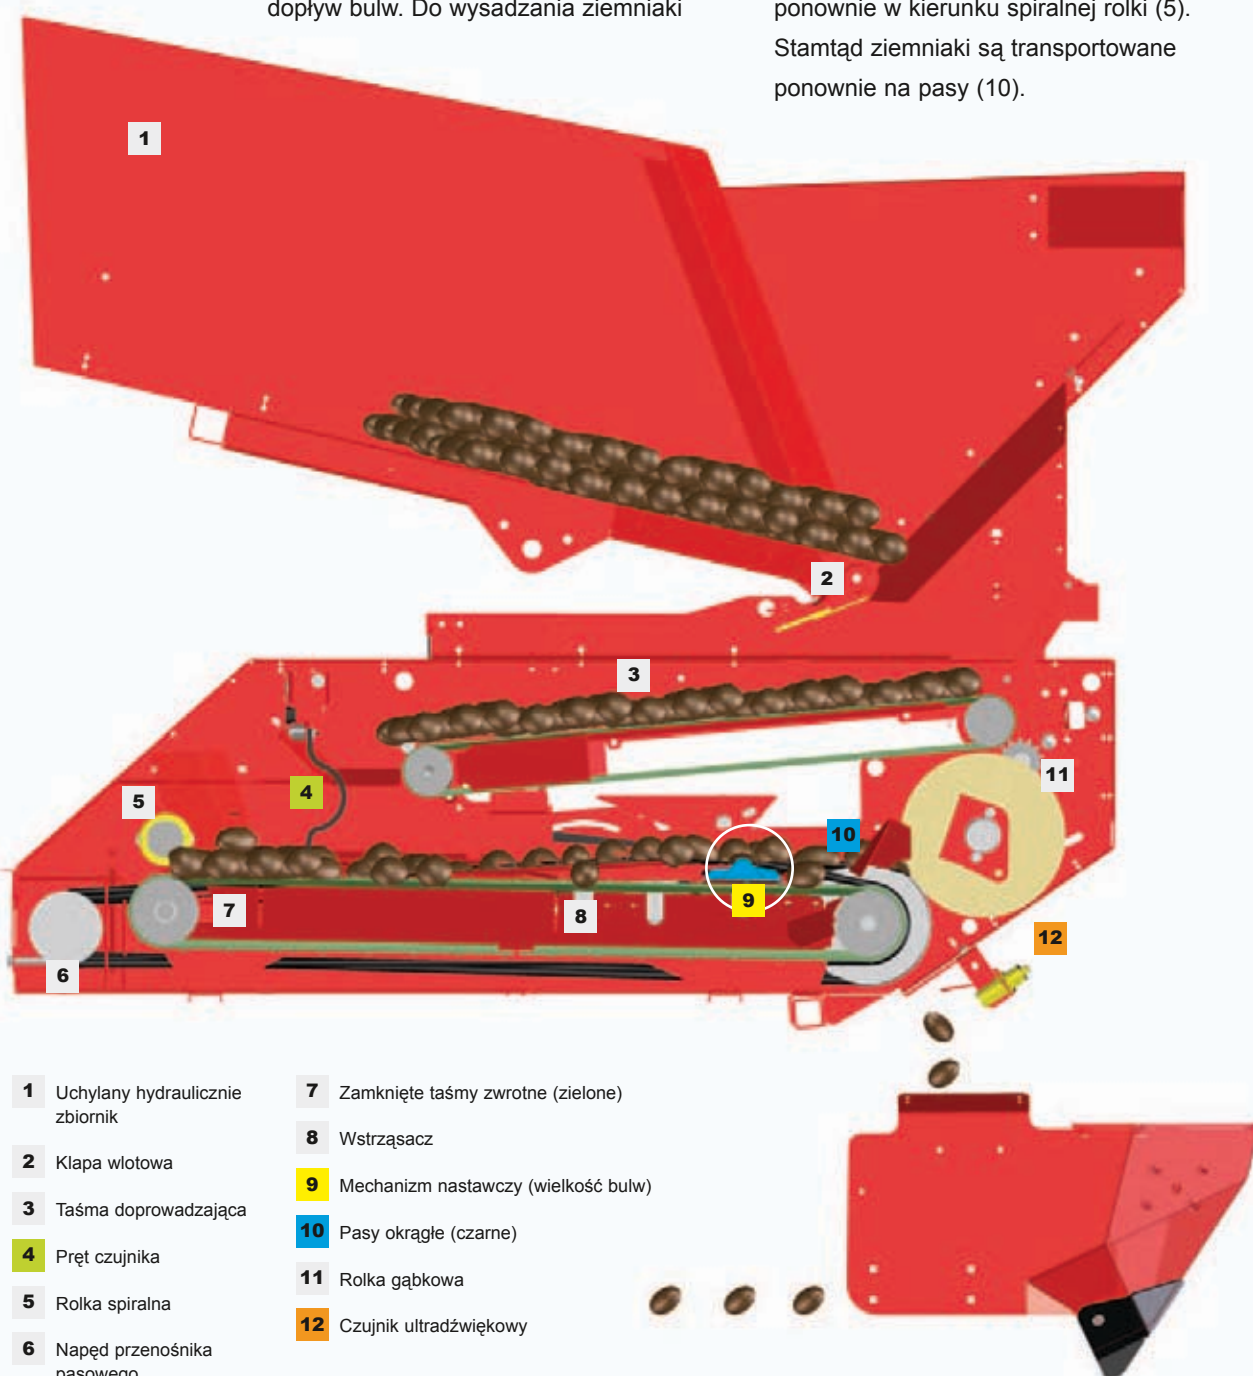 dopływ bulw. Do wysadzania ziemniaki
ponownie w kierunku spiralnej rolki (5).
Stamtąd ziemniaki są transportowane
ponownie na pasy (10).
1
2
3
4
5
6
7
8
9
10
11
12
1 Uchylany hydraulicznie
zbiornik
2 Klapa wlotowa
3 Taśma doprowadzająca
4 Pręt czujnika
5 Rolka spiralna
6 Napęd przenośnika
pasowego
7 Zamknięte taśmy zwrotne (zielone)
8 Wstrząsacz
9 Mechanizm nastawczy (wielkość bulw)
10 Pasy okrągłe (czarne)
11 Rolka gąbkowa
12 Czujnik ultradźwiękowy